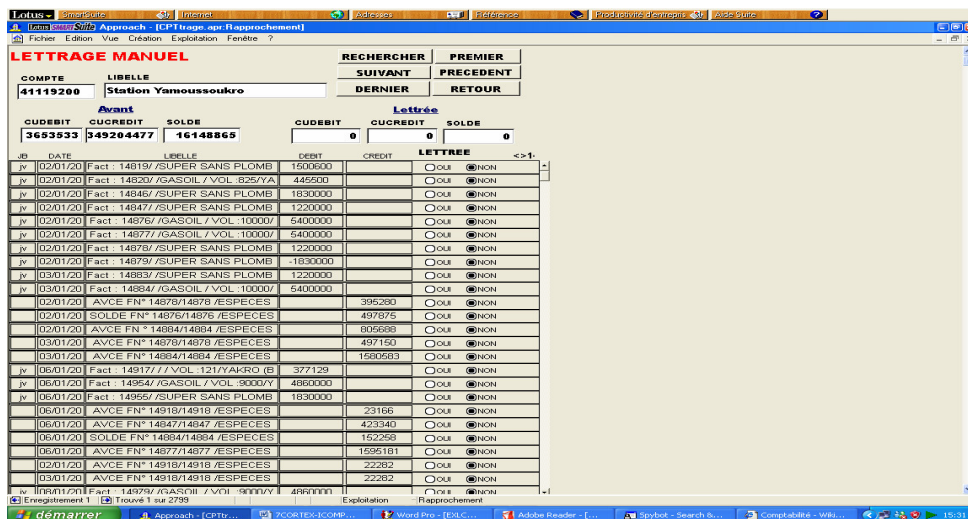 Lotus SmartSuite Internet Adresses Référence Productivité d'entrepris Aide Suite
Lotus SMARTSuite Approach - [CPTtrage.apr:Rapprochement]
Fichier Edition Vue Création Exploitation Fenêtre ?
LETTRAGE MANUEL
RECHERCHER PREMIER
SUIVANT PRECEDENT
DERNIER RETOUR
COMPTE LIBELLE
41119200 Station Yamoussoukro
Avant Lettrée
CUDEBIT CUCREDIT SOLDE CUDEBIT CUCREDIT SOLDE
3653533 349204477 16148865 0 0 0
JB DATE LIBELLE DEBIT CREDIT LETTREE <>1-
jv 02/01/20 Fact : 14819/ /SUPER SANS PLOMB 1500600 OUI NON
jv 02/01/20 Fact : 14820/ /GASOIL / VOL :825/YA 445500 OUI NON
jv 02/01/20 Fact : 14846/ /SUPER SANS PLOMB 1830000 OUI NON
jv 02/01/20 Fact : 14847/ /SUPER SANS PLOMB 1220000 OUI NON
jv 02/01/20 Fact : 14876/ /GASOIL / VOL :10000/ 5400000 OUI NON
jv 02/01/20 Fact : 14877/ /GASOIL / VOL :10000/ 5400000 OUI NON
jv 02/01/20 Fact : 14878/ /SUPER SANS PLOMB 1220000 OUI NON
jv 02/01/20 Fact : 14879/ /SUPER SANS PLOMB -1830000 OUI NON
jv 03/01/20 Fact : 14883/ /SUPER SANS PLOMB 1220000 OUI NON
jv 03/01/20 Fact : 14884/ /GASOIL / VOL :10000/ 5400000 OUI NON
02/01/20 AVCE FN° 14878/14878 /ESPECES 395280 OUI NON
02/01/20 SOLDE FN° 14876/14876 /ESPECES 497875 OUI NON
02/01/20 AVCE FN ° 14884/14884 /ESPECES 805688 OUI NON
03/01/20 AVCE FN° 14878/14878 /ESPECES 497150 OUI NON
03/01/20 AVCE FN° 14884/14884 /ESPECES 1580583 OUI NON
jv 06/01/20 Fact : 14917/ / / VOL :121/YAKRO (B 377129 OUI NON
jv 06/01/20 Fact : 14954/ /GASOIL / VOL :9000/Y 4860000 OUI NON
jv 06/01/20 Fact : 14955/ /SUPER SANS PLOMB 1830000 OUI NON
06/01/20 AVCE FN° 14918/14918 /ESPECES 23166 OUI NON
06/01/20 AVCE FN° 14847/14847 /ESPECES 423340 OUI NON
06/01/20 SOLDE FN° 14884/14884 /ESPECES 152258 OUI NON
06/01/20 AVCE FN° 14877/14877 /ESPECES 1595181 OUI NON
02/01/20 AVCE FN° 14918/14918 /ESPECES 22282 OUI NON
03/01/20 AVCE FN° 14918/14918 /ESPECES 22282 OUI NON
jv 08/01/20 Fact : 14979/ /GASOIL / VOL :9000/Y 4860000 OUI NON
Enregistrement 1 Trouvé 1 sur 2799 Exploitation Rapprochement
démarrer Approach - [CPTtr... 7CORTEX-ICOMP... Word Pro - [EXLC... Adobe Reader - [... Spybot - Search &... Comptabilité - Wiki... 15:31